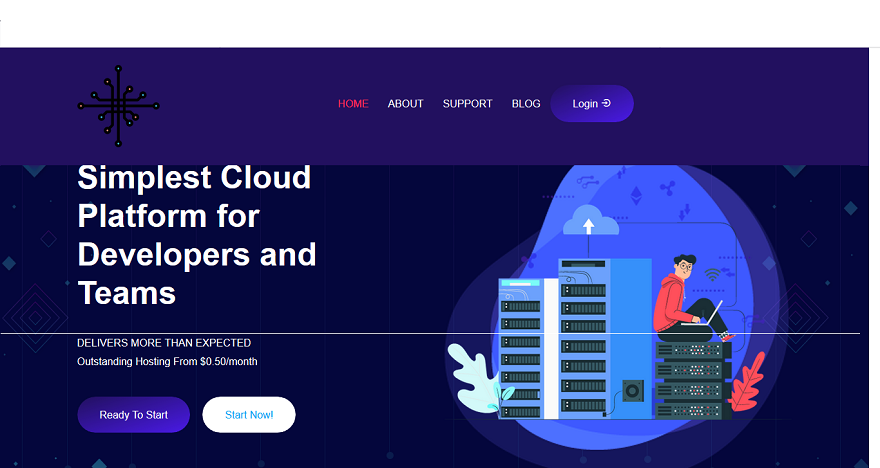 HOME ABOUT SUPPORT BLOG Login
Simplest Cloud
Platform for
Developers and
Teams
DELIVERS MORE THAN EXPECTED
Outstanding Hosting From $0.50/month
Ready To Start Start Now!